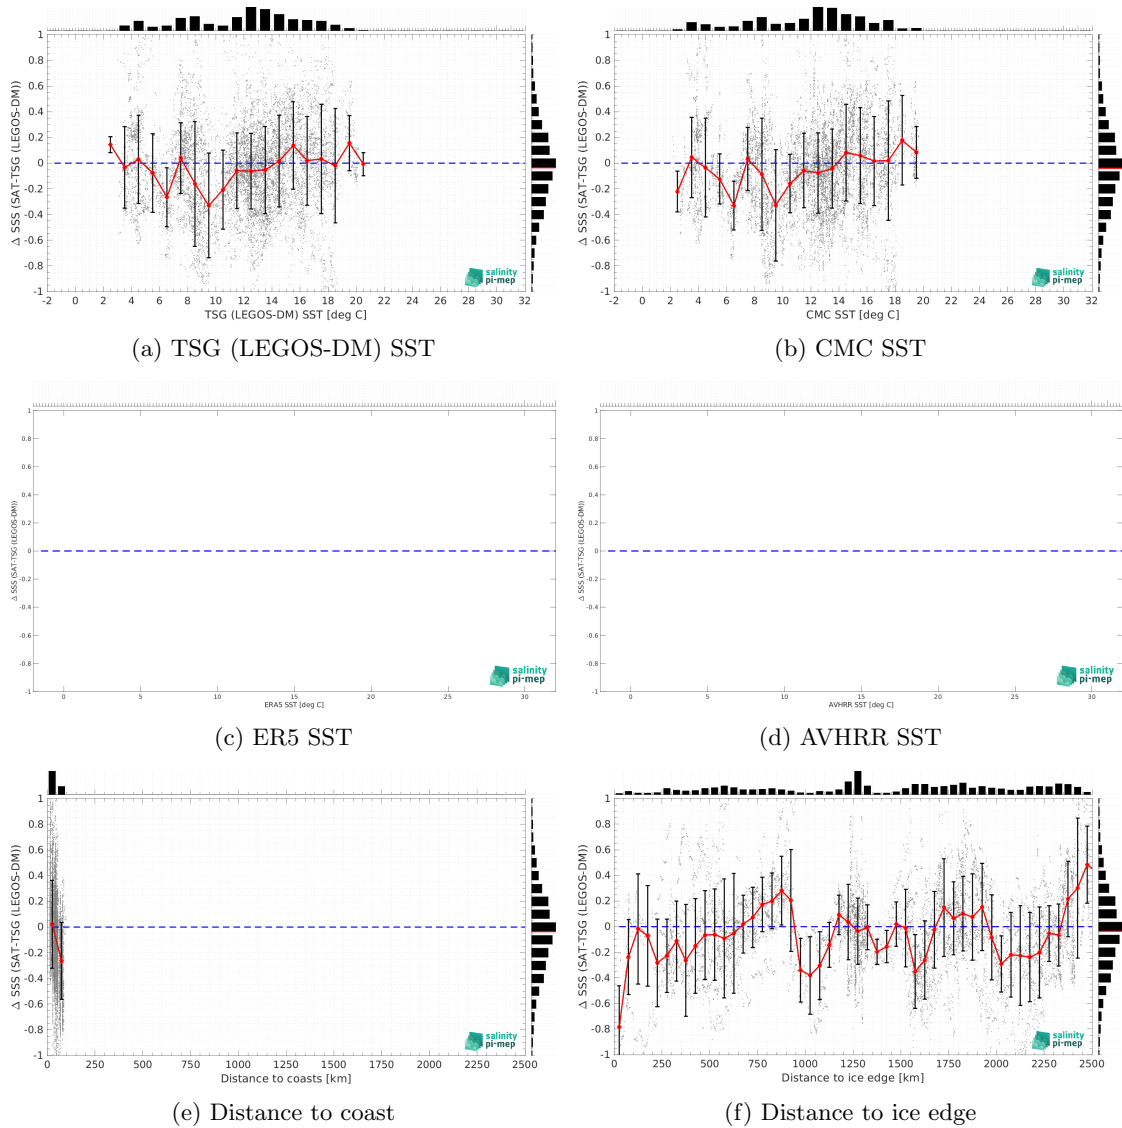 1
0.8
0.6
0.4
0.2
0
-0.2
-0.4
-0.6
-0.8
-1
Δ SSS (SAT-TSG (LEGOS-DM))
salinity
pi-mep
-2 0 2 4 6 8 10 12 14 16 18 20 22 24 26 28 30 32
TSG (LEGOS-DM) SST [deg C]
(a) TSG (LEGOS-DM) SST
1
0.8
0.6
0.4
0.2
0
-0.2
-0.4
-0.6
-0.8
-1
Δ SSS (SAT-TSG (LEGOS-DM))
salinity
pi-mep
-2 0 2 4 6 8 10 12 14 16 18 20 22 24 26 28 30 32
CMC SST [deg C]
(b) CMC SST
1
0.8
0.6
0.4
0.2
0
-0.2
-0.4
-0.6
-0.8
-1
Δ SSS (SAT-TSG (LEGOS-DM))
salinity
pi-mep
0 5 10 15 20 25 30
ERA5 SST [deg C]
(c) ER5 SST
1
0.8
0.6
0.4
0.2
0
-0.2
-0.4
-0.6
-0.8
-1
Δ SSS (SAT-TSG (LEGOS-DM))
salinity
pi-mep
0 5 10 15 20 25 30
AVHRR SST [deg C]
(d) AVHRR SST
1
0.8
0.6
0.4
0.2
0
-0.2
-0.4
-0.6
-0.8
-1
Δ SSS (SAT-TSG (LEGOS-DM))
salinity
pi-mep
0 250 500 750 1000 1250 1500 1750 2000 2250 2500
Distance to coasts [km]
(e) Distance to coast
1
0.8
0.6
0.4
0.2
0
-0.2
-0.4
-0.6
-0.8
-1
Δ SSS (SAT-TSG (LEGOS-DM))
salinity
pi-mep
0 250 500 750 1000 1250 1500 1750 2000 2250 2500
Distance to ice edge [km]
(f) Distance to ice edge